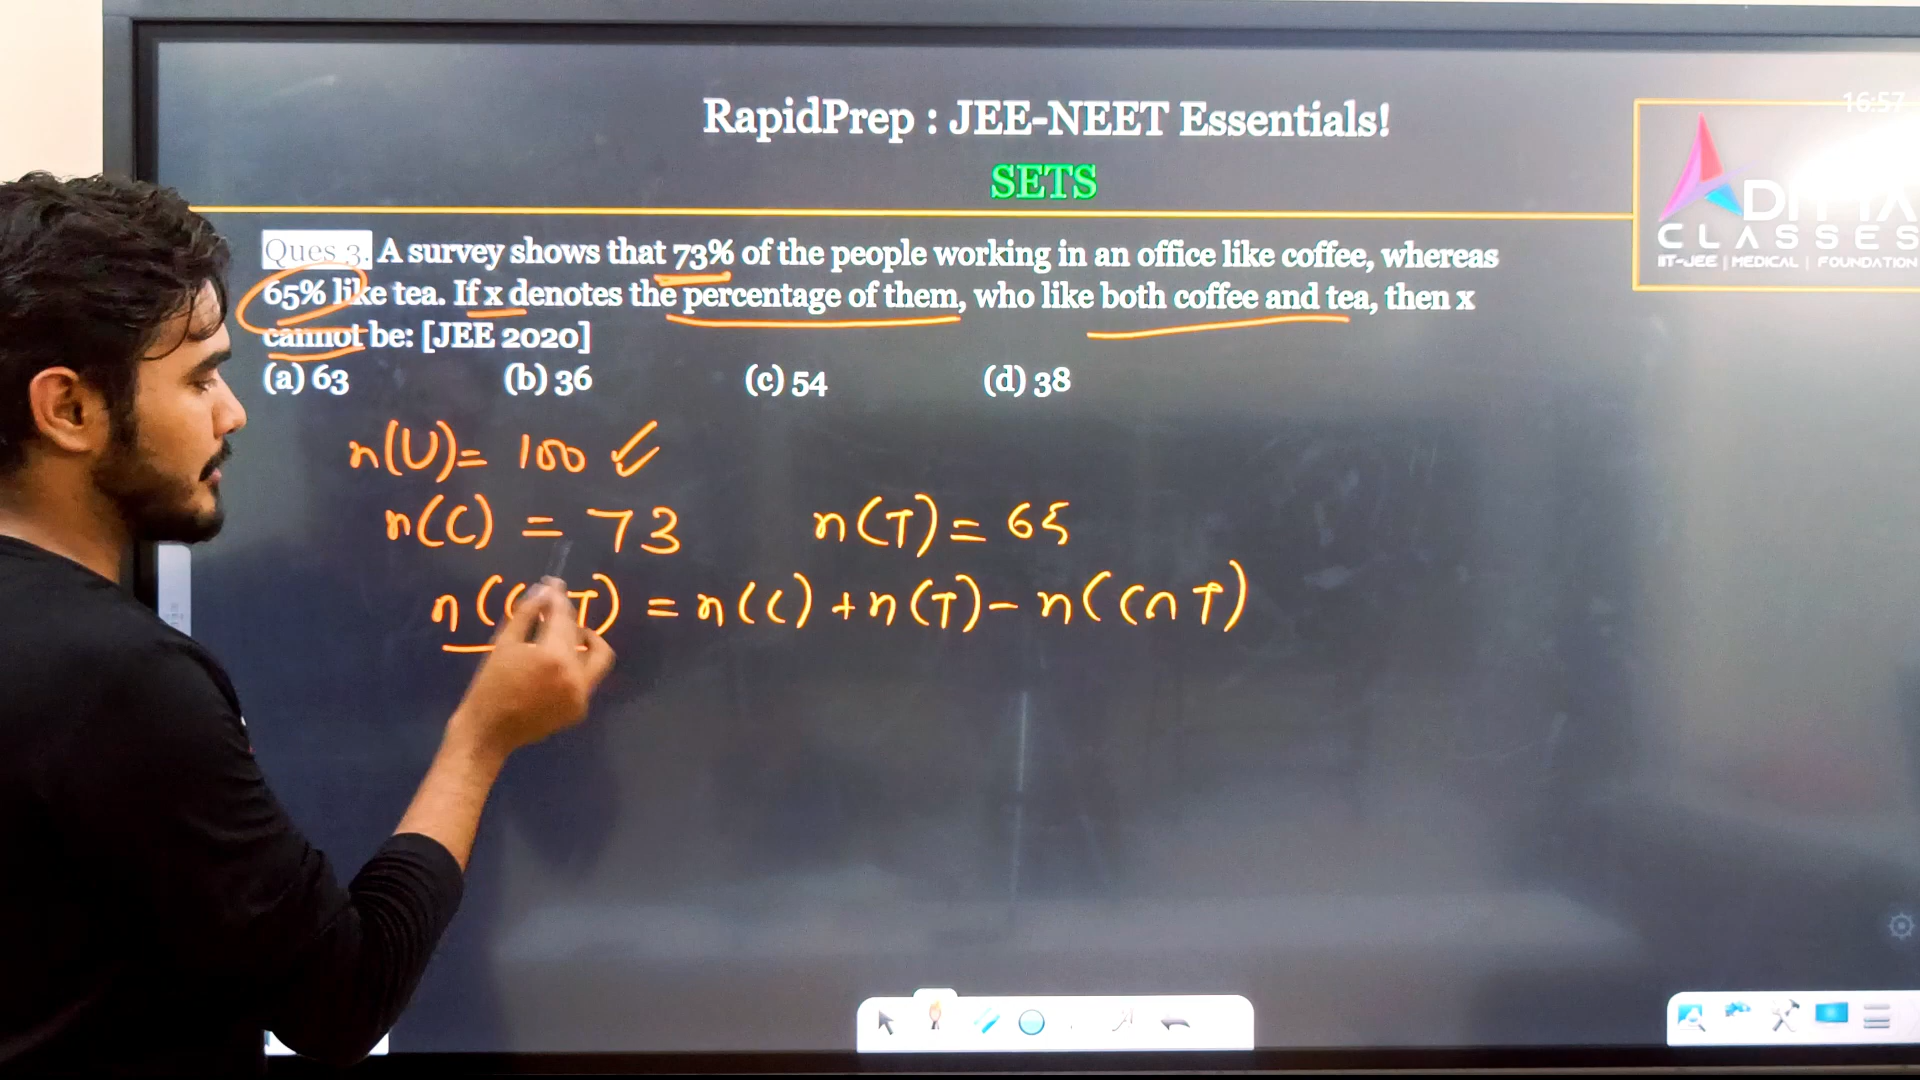 16:57
RapidPrep : JEE-NEET Essentials!
SETS
CLASSES
IIT-JEE | MEDICAL | FOUNDATION
Ques 3. A survey shows that 73% of the people working in an office like coffee, whereas
65% like tea. If x denotes the percentage of them, who like both coffee and tea, then x
cannot be: [JEE 2020]
(a) 63 (b) 36 (c) 54 (d) 38
n(U)= 100 ✓
n(C) = 73 n(T)= 65
n(C T) = n(C) +n(T)- n(C∩T)